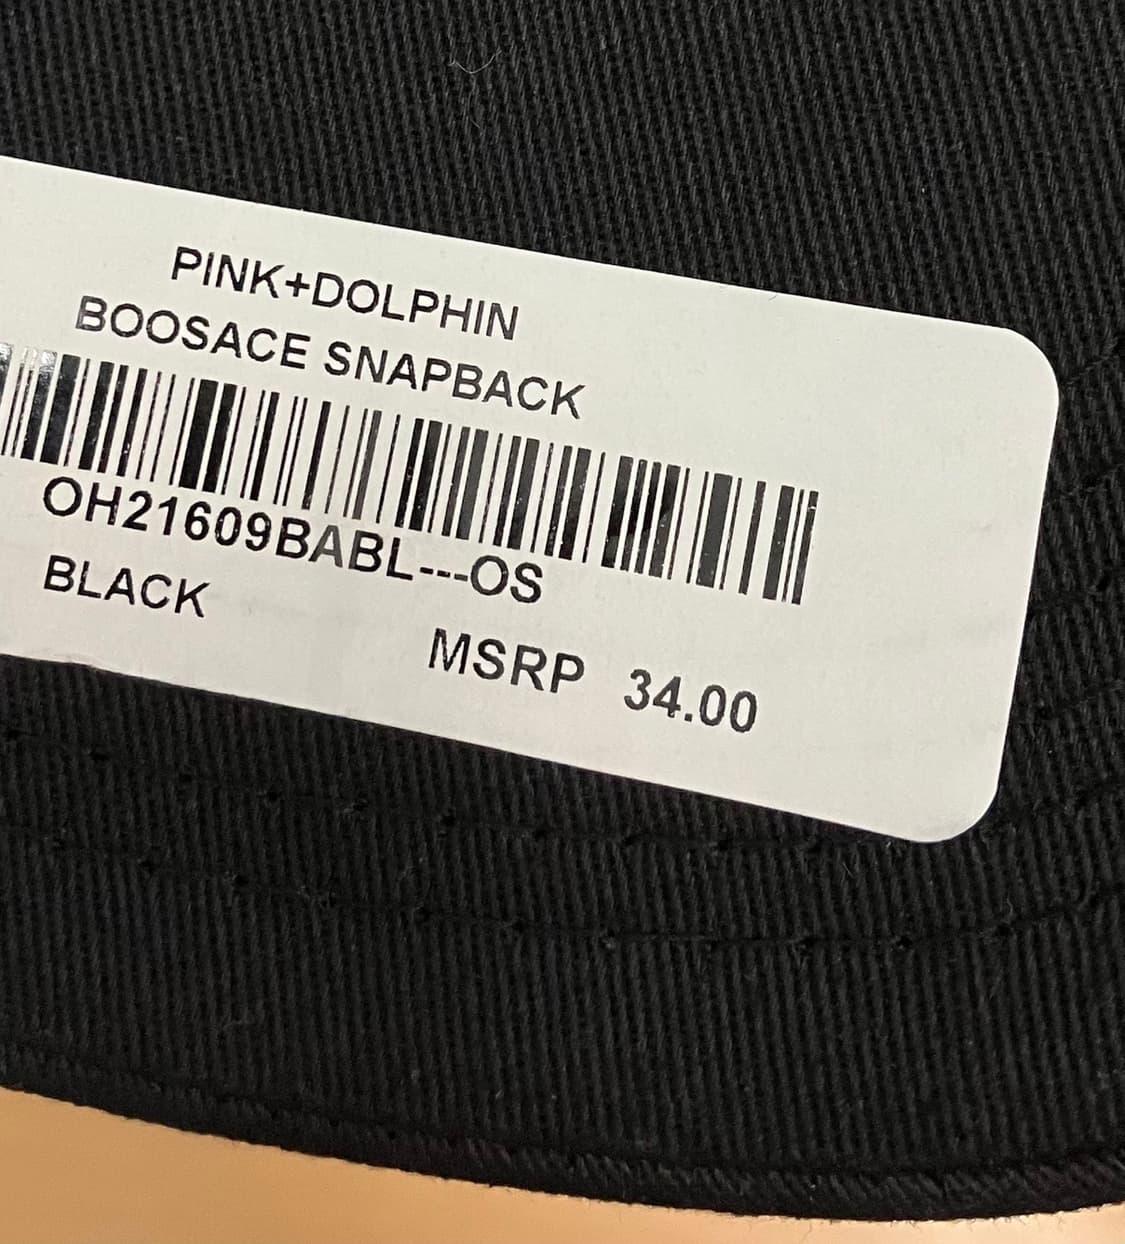 PINK+DOLPHIN
BOOSACE SNAPBACK
OH21609BABL---OS
BLACK
MSRP 34.00